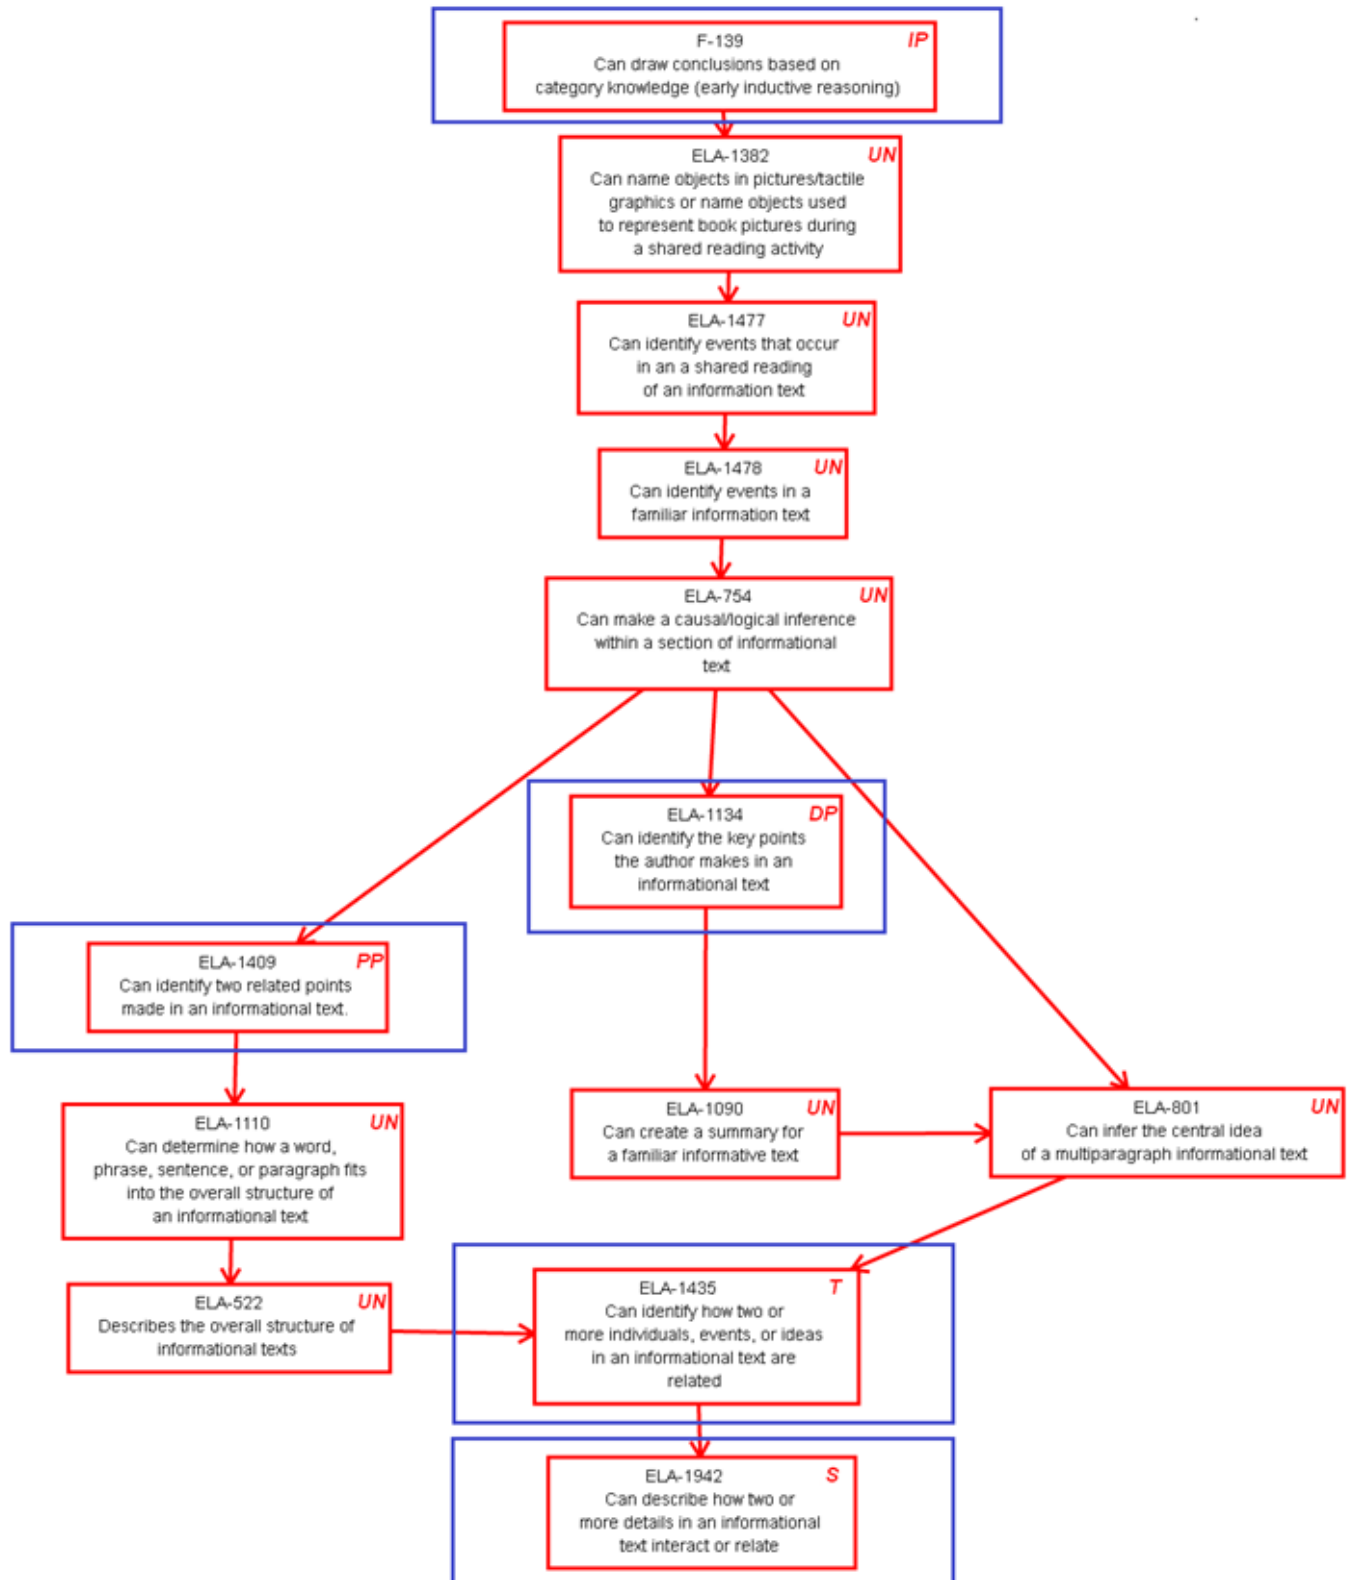 F-139 IP
Can draw conclusions based on
category knowledge (early inductive reasoning)
ELA-1382 UN
Can name objects in pictures/tactile
graphics or name objects used
to represent book pictures during
a shared reading activity
ELA-1477 UN
Can identify events that occur
in an a shared reading
of an information text
ELA-1478 UN
Can identify events in a
familiar information text
ELA-754 UN
Can make a causal/logical inference
within a section of informational
text
ELA-1134 DP
Can identify the key points
the author makes in an
informational text
ELA-1409 PP
Can identify two related points
made in an informational text.
ELA-1090 UN
Can create a summary for
a familiar informative text
ELA-801 UN
Can infer the central idea
of a multiparagraph informational text
ELA-1110 UN
Can determine how a word,
phrase, sentence, or paragraph fits
into the overall structure of
an informational text
ELA-522 UN
Describes the overall structure of
informational texts
ELA-1435 T
Can identify how two or
more individuals, events, or ideas
in an informational text are
related
ELA-1942 S
Can describe how two or
more details in an informational
text interact or relate